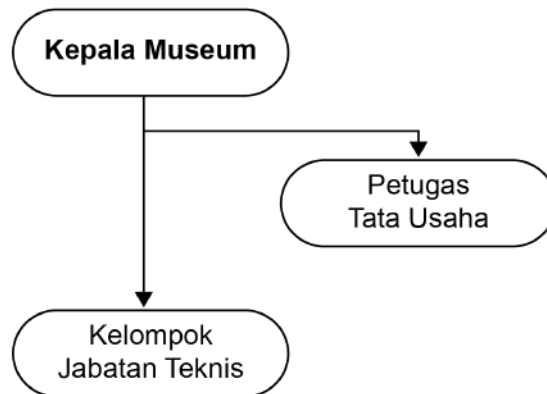 Kepala Museum
Petugas
Tata Usaha
Kelompok
Jabatan Teknis